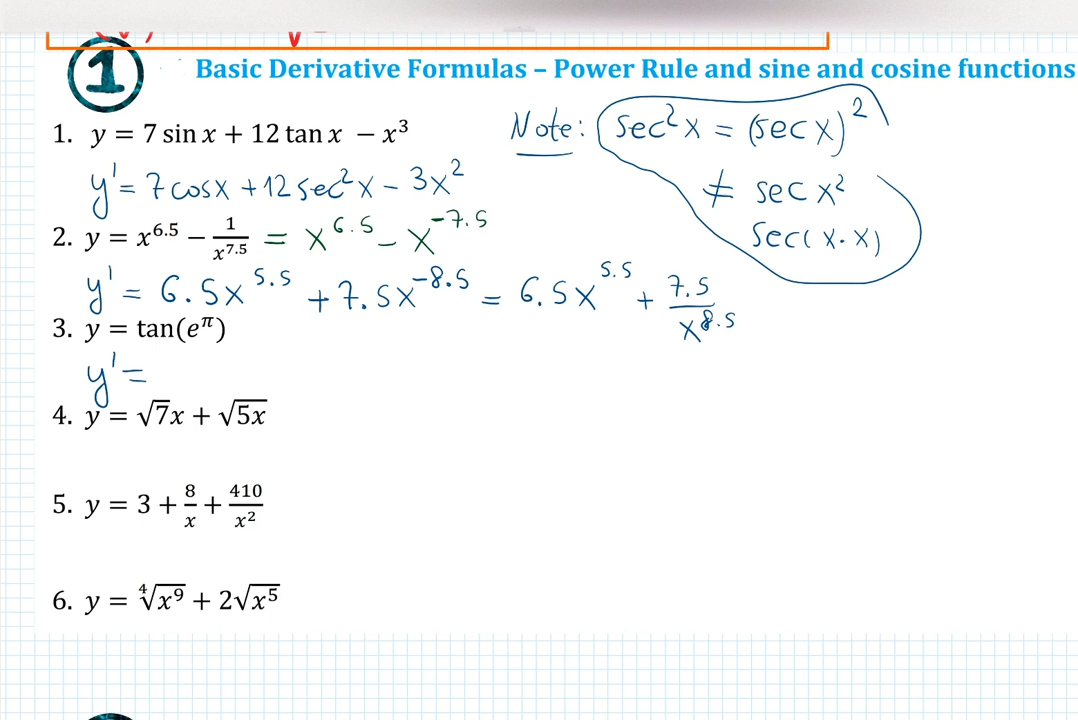 1
Basic Derivative Formulas – Power Rule and sine and cosine functions
1. y = 7 sin x + 12 tan x − x³
Note: sec²x = (sec x)²
≠ sec x²
sec(x·x)
y' = 7cosx + 12 sec²x − 3x²
2. y = x^6.5 − 1/x^7.5 = x^6.5 − x^−7.5
y' = 6.5x^5.5 + 7.5x^−8.5 = 6.5x^5.5 + 7.5/x^8.5
3. y = tan(e^π)
y' =
4. y = √7x + √5x
5. y = 3 + 8/x + 410/x²
6. y = ∜x⁹ + 2√x⁵